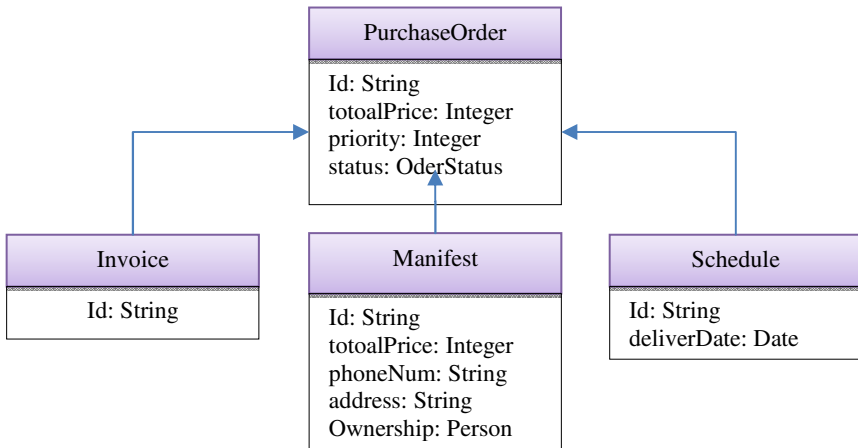 PurchaseOrder
Id: String
totoalPrice: Integer
priority: Integer
status: OderStatus
Invoice
Id: String
Manifest
Id: String
totoalPrice: Integer
phoneNum: String
address: String
Ownership: Person
Schedule
Id: String
deliverDate: Date